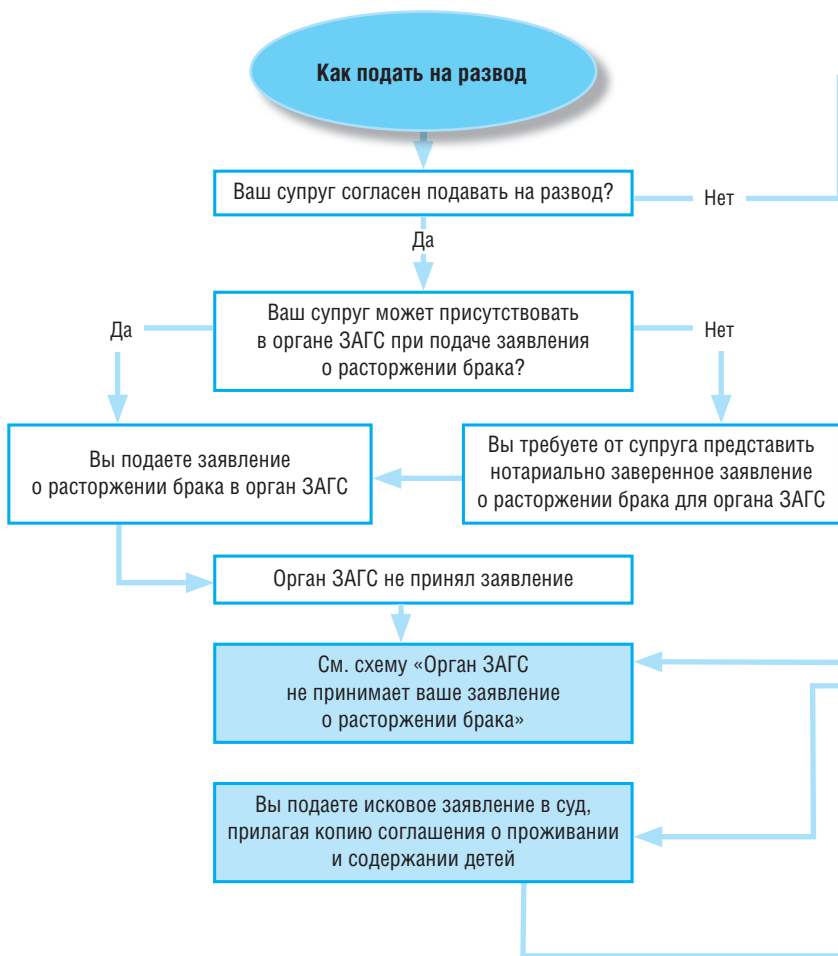 Как подать на развод
Ваш супруг согласен подавать на развод?
Нет
Да
Ваш супруг может присутствовать
в органе ЗАГС при подаче заявления
о расторжении брака?
Да
Нет
Вы подаете заявление
о расторжении брака в орган ЗАГС
Вы требуете от супруга представить
нотариально заверенное заявление
о расторжении брака для органа ЗАГС
Орган ЗАГС не принял заявление
См. схему «Орган ЗАГС
не принимает ваше заявление
о расторжении брака»
Вы подаете исковое заявление в суд,
прилагая копию соглашения о проживании
и содержании детей